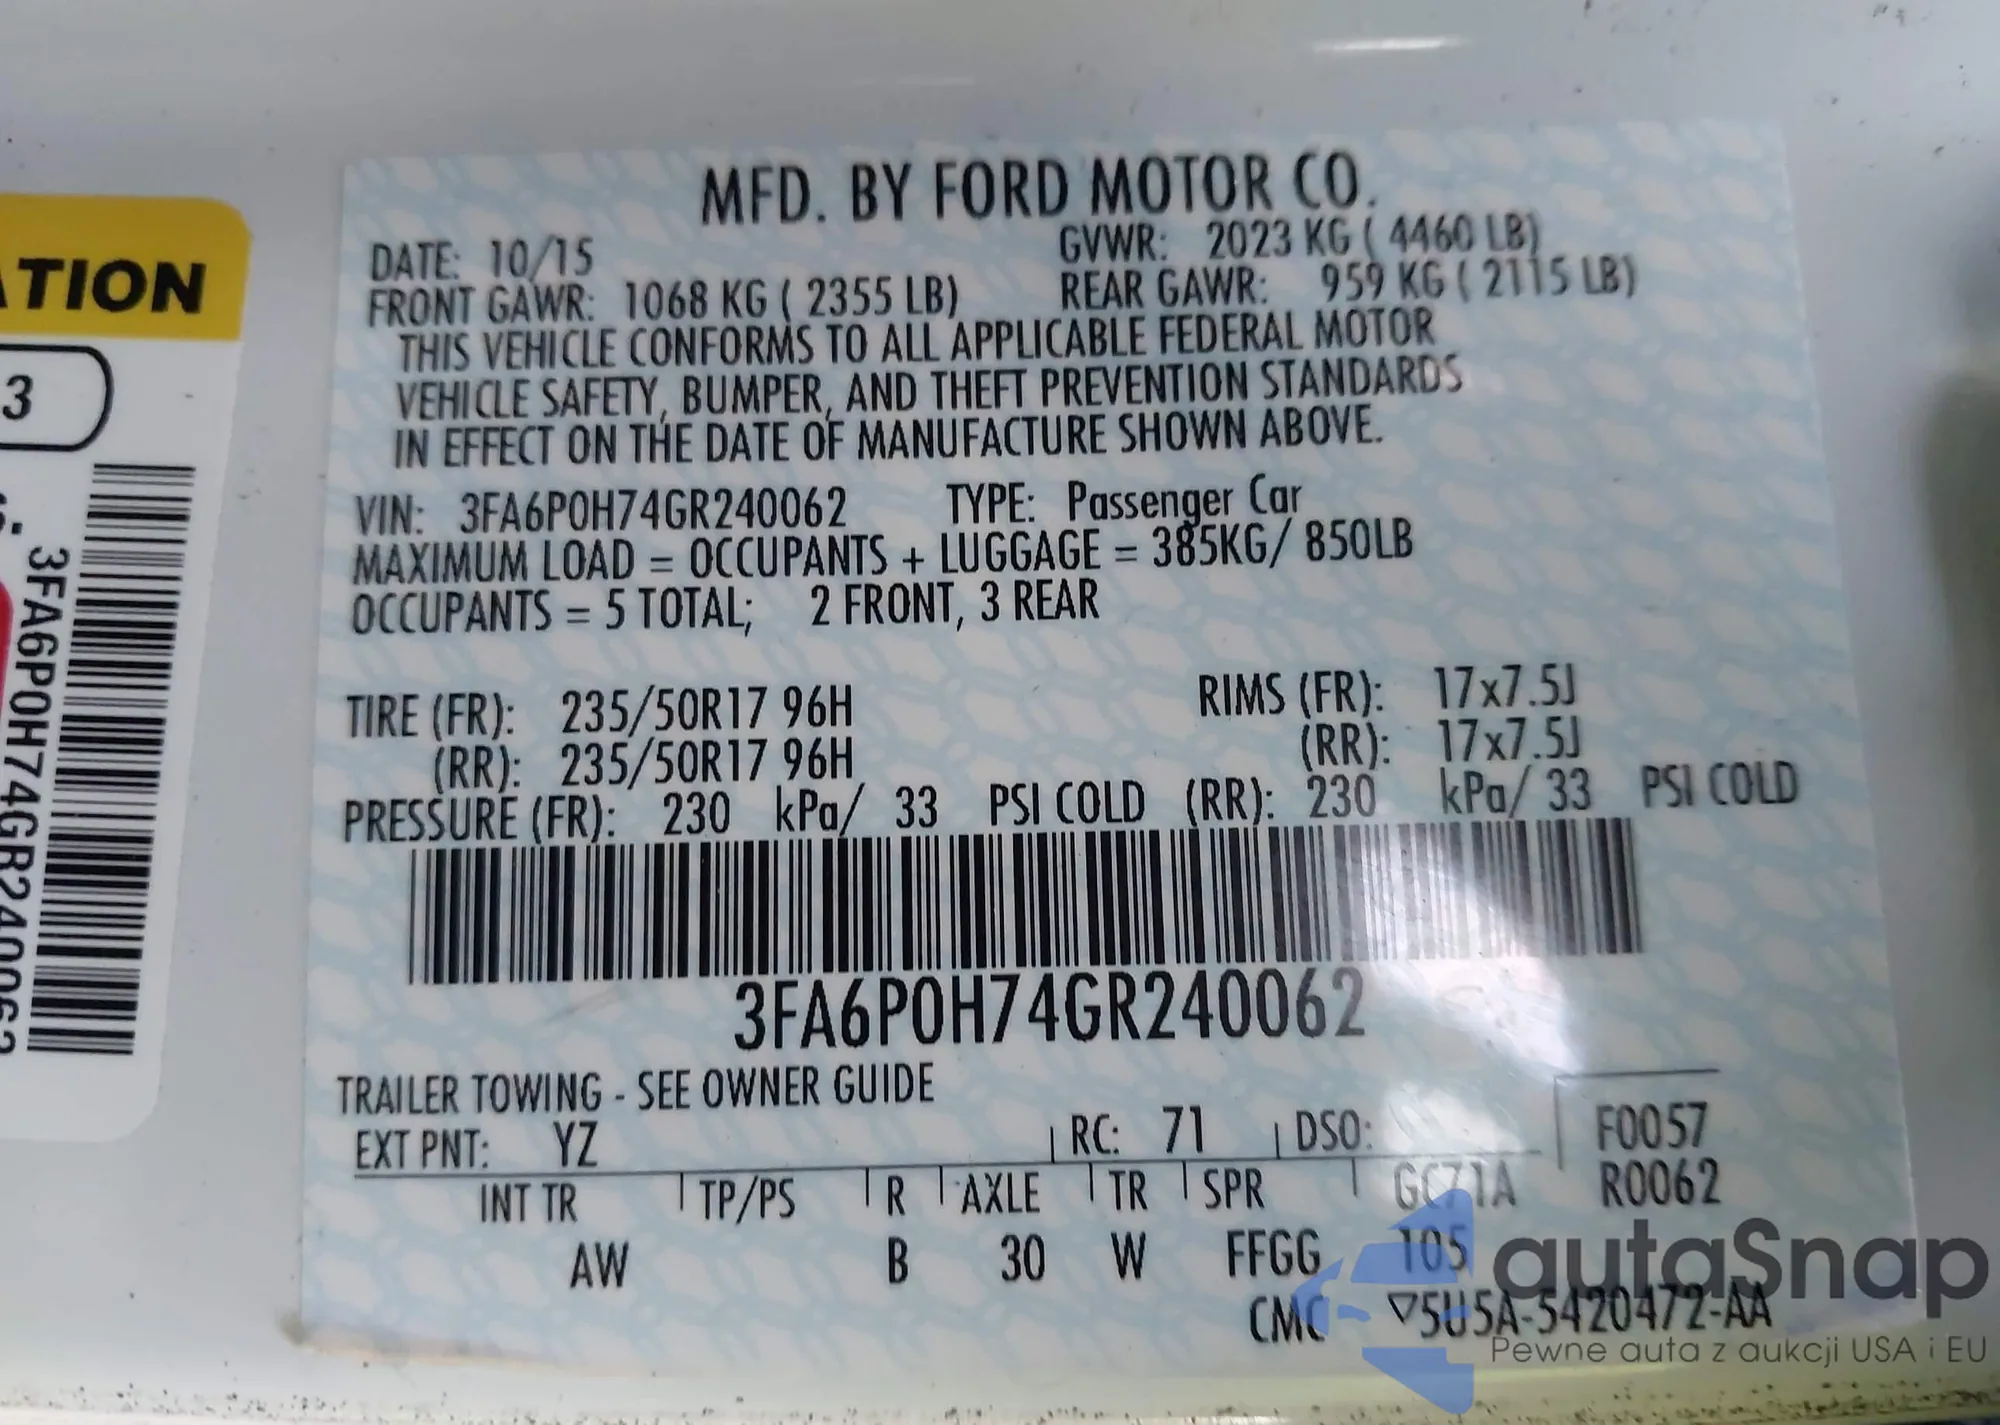 ATION
3
3FA6P0H74GR240062
MFD. BY FORD MOTOR CO.
DATE: 10/15 GVWR: 2023 KG ( 4460 LB)
FRONT GAWR: 1068 KG ( 2355 LB) REAR GAWR: 959 KG ( 2115 LB)
THIS VEHICLE CONFORMS TO ALL APPLICABLE FEDERAL MOTOR
VEHICLE SAFETY, BUMPER, AND THEFT PREVENTION STANDARDS
IN EFFECT ON THE DATE OF MANUFACTURE SHOWN ABOVE.
VIN: 3FA6P0H74GR240062 TYPE: Passenger Car
MAXIMUM LOAD = OCCUPANTS + LUGGAGE = 385KG/ 850LB
OCCUPANTS = 5 TOTAL; 2 FRONT, 3 REAR
TIRE (FR): 235/50R17 96H RIMS (FR): 17x7.5J
(RR): 235/50R17 96H (RR): 17x7.5J
PRESSURE (FR): 230 kPa/ 33 PSI COLD (RR): 230 kPa/ 33 PSI COLD
3FA6P0H74GR240062
TRAILER TOWING - SEE OWNER GUIDE
EXT PNT: YZ RC: 71 DSO: F0057
INT TR TP/PS R AXLE TR SPR GC71A R0062
AW B 30 W FFGG 105
CMC ▽5U5A-5420472-AA
autaSnap
Pewne auta z aukcji USA i EU